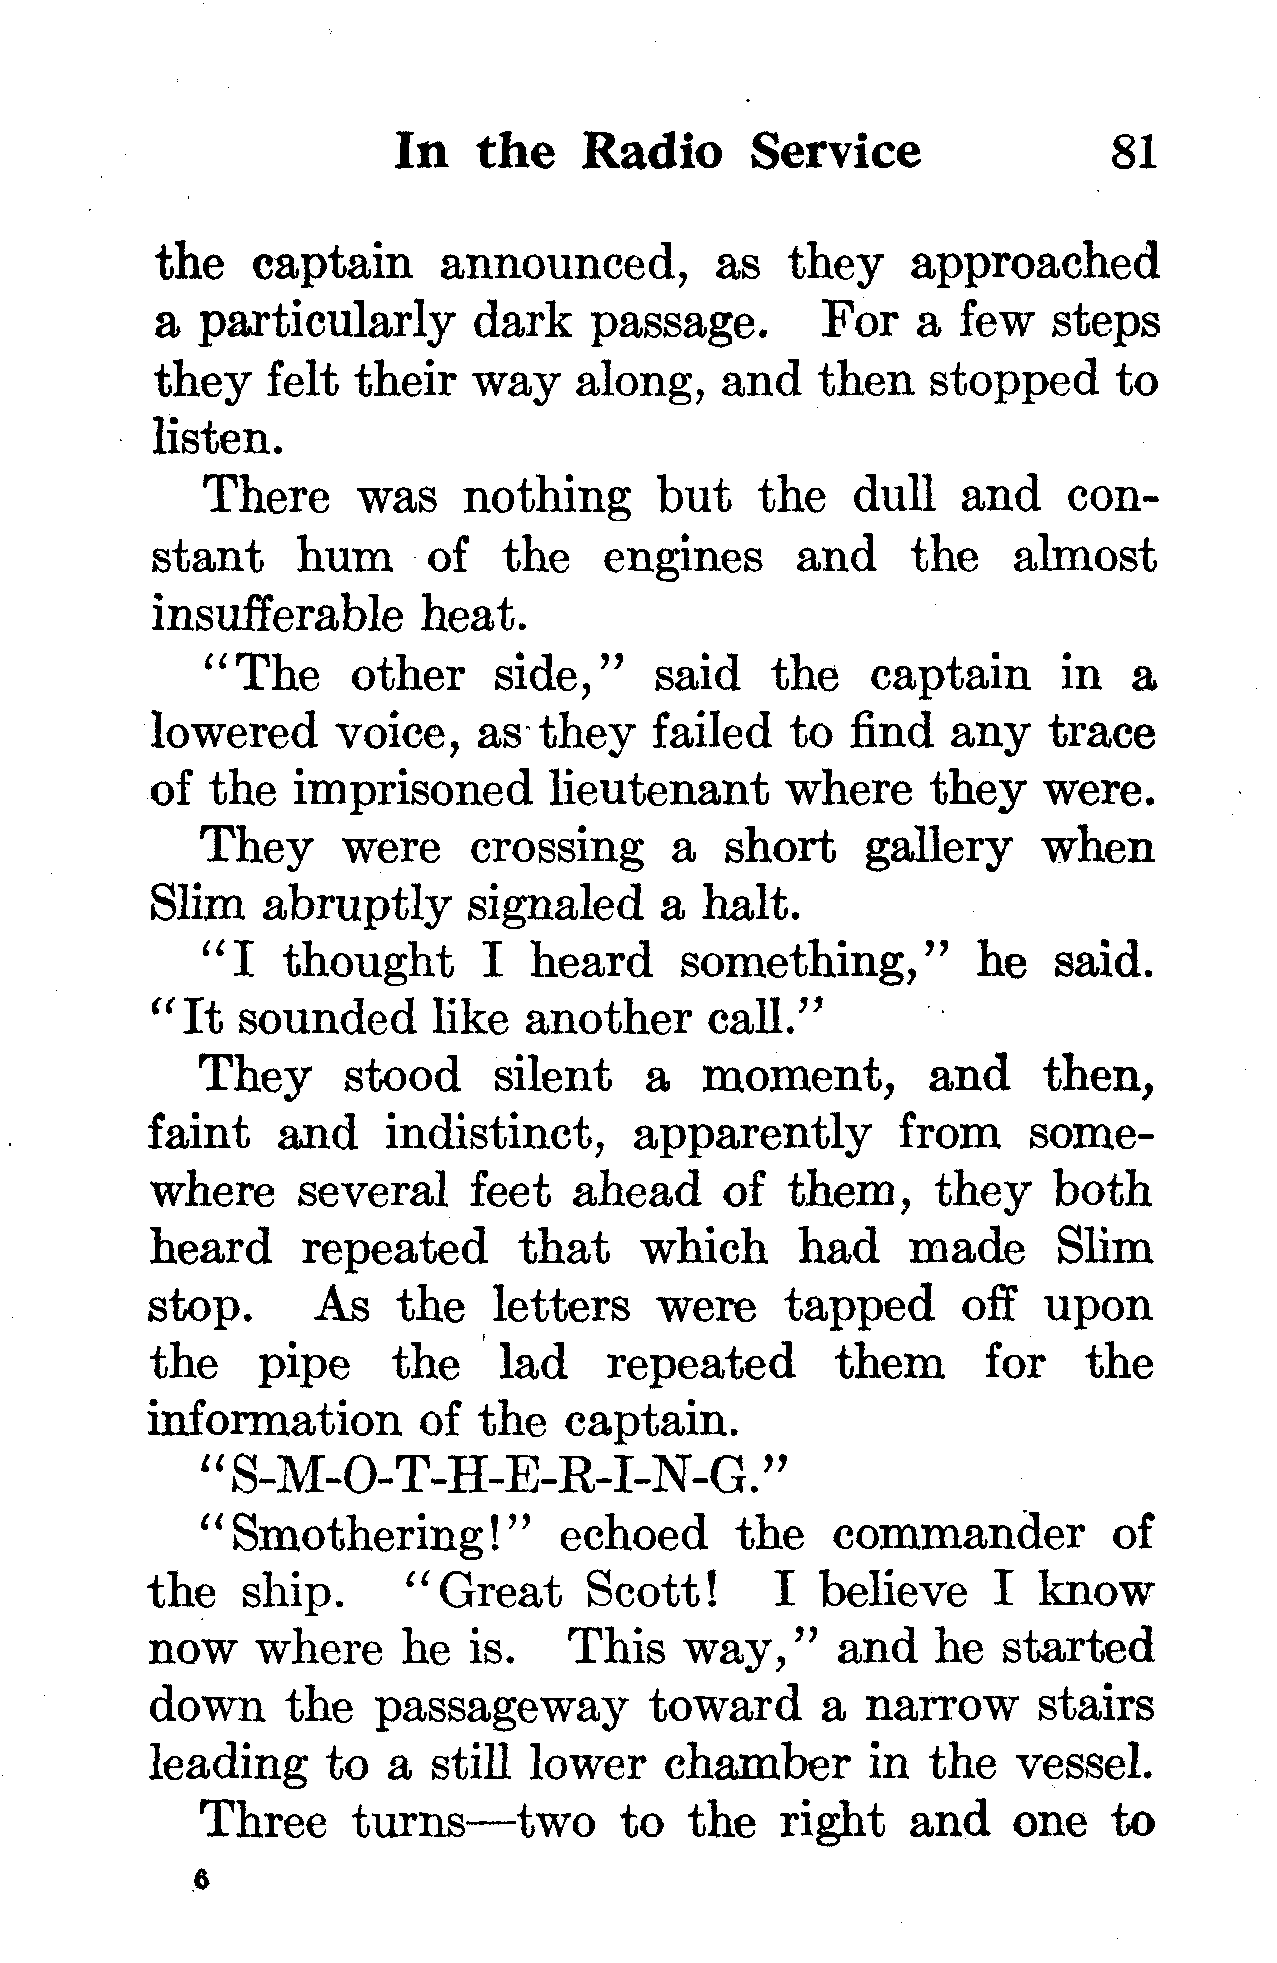 In the Radio Service 81
the captain announced, as they approached
a particularly dark passage. For a few steps
they felt their way along, and then stopped to
listen.
There was nothing but the dull and con-
stant hum of the engines and the almost
insufferable heat.
"The other side," said the captain in a
lowered voice, as they failed to find any trace
of the imprisoned lieutenant where they were.
They were crossing a short gallery when
Slim abruptly signaled a halt.
"I thought I heard something," he said.
"It sounded like another call."
They stood silent a moment, and then,
faint and indistinct, apparently from some-
where several feet ahead of them, they both
heard repeated that which had made Slim
stop. As the letters were tapped off upon
the pipe the lad repeated them for the
information of the captain.
"S-M-O-T-H-E-R-I-N-G."
"Smothering!" echoed the commander of
the ship. "Great Scott! I believe I know
now where he is. This way," and he started
down the passageway toward a narrow stairs
leading to a still lower chamber in the vessel.
Three turns—two to the right and one to
6